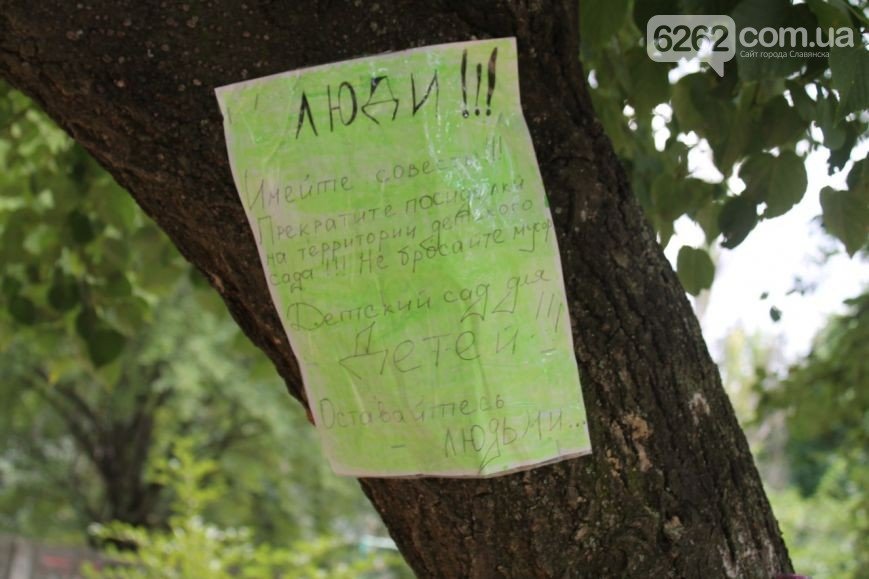 6262.com.ua
Сайт города Славянска
ЛЮДИ!!!
Имейте совесть!!!
Прекратите посиделки
на территории детского
сада!!! Не бросайте мусор
Детский сад для
Детей!!!
Оставайтесь
людьми...